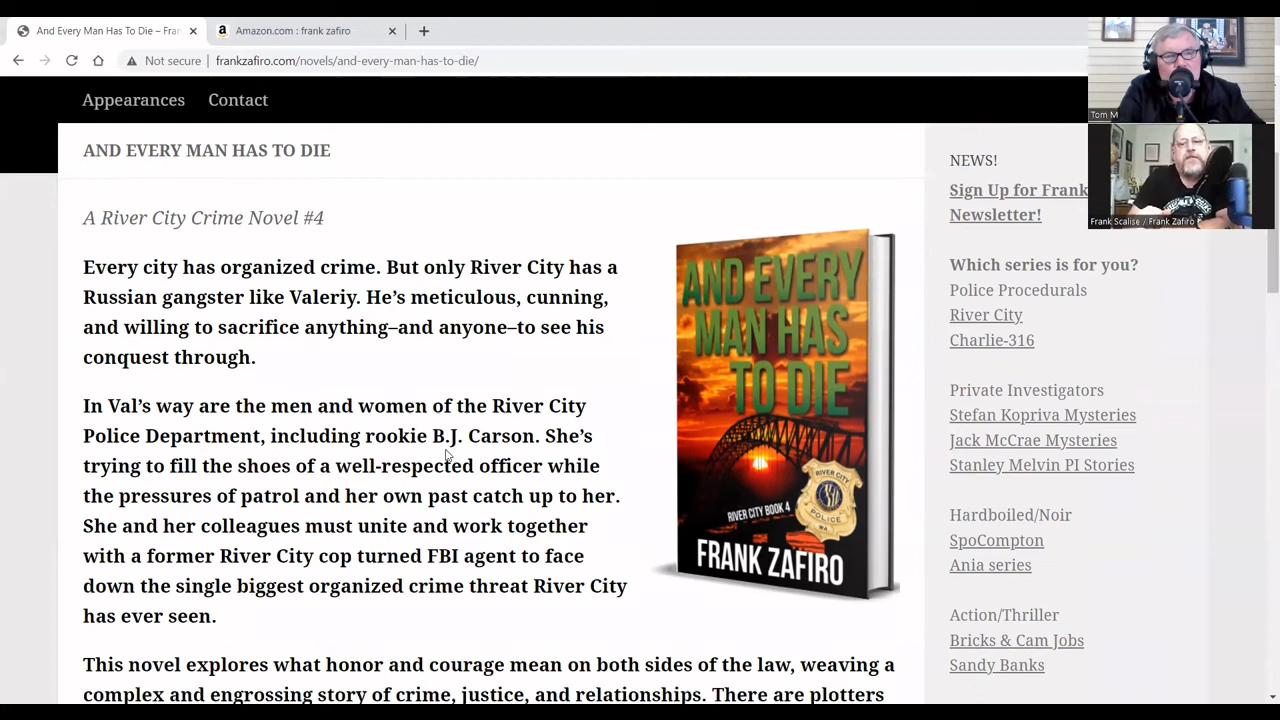 And Every Man Has To Die – Fran
Amazon.com : frank zafiro
Not secure
frankzafiro.com/novels/and-every-man-has-to-die/
Tom M
Frank Scalise / Frank Zafiro
Appearances
Contact
AND EVERY MAN HAS TO DIE
A River City Crime Novel #4
Every city has organized crime. But only River City has a
Russian gangster like Valeriy. He’s meticulous, cunning,
and willing to sacrifice anything–and anyone–to see his
conquest through.
In Val’s way are the men and women of the River City
Police Department, including rookie B.J. Carson. She’s
trying to fill the shoes of a well-respected officer while
the pressures of patrol and her own past catch up to her.
She and her colleagues must unite and work together
with a former River City cop turned FBI agent to face
down the single biggest organized crime threat River City
has ever seen.
This novel explores what honor and courage mean on both sides of the law, weaving a
complex and engrossing story of crime, justice, and relationships. There are plotters
AND EVERY
MAN HAS
TO DIE
RIVER CITY BOOK 4
RIVER CITY
POLICE
WA
FRANK ZAFIRO
NEWS!
Sign Up for Frank
Newsletter!
Which series is for you?
Police Procedurals
River City
Charlie-316
Private Investigators
Stefan Kopriva Mysteries
Jack McCrae Mysteries
Stanley Melvin PI Stories
Hardboiled/Noir
SpoCompton
Ania series
Action/Thriller
Bricks & Cam Jobs
Sandy Banks